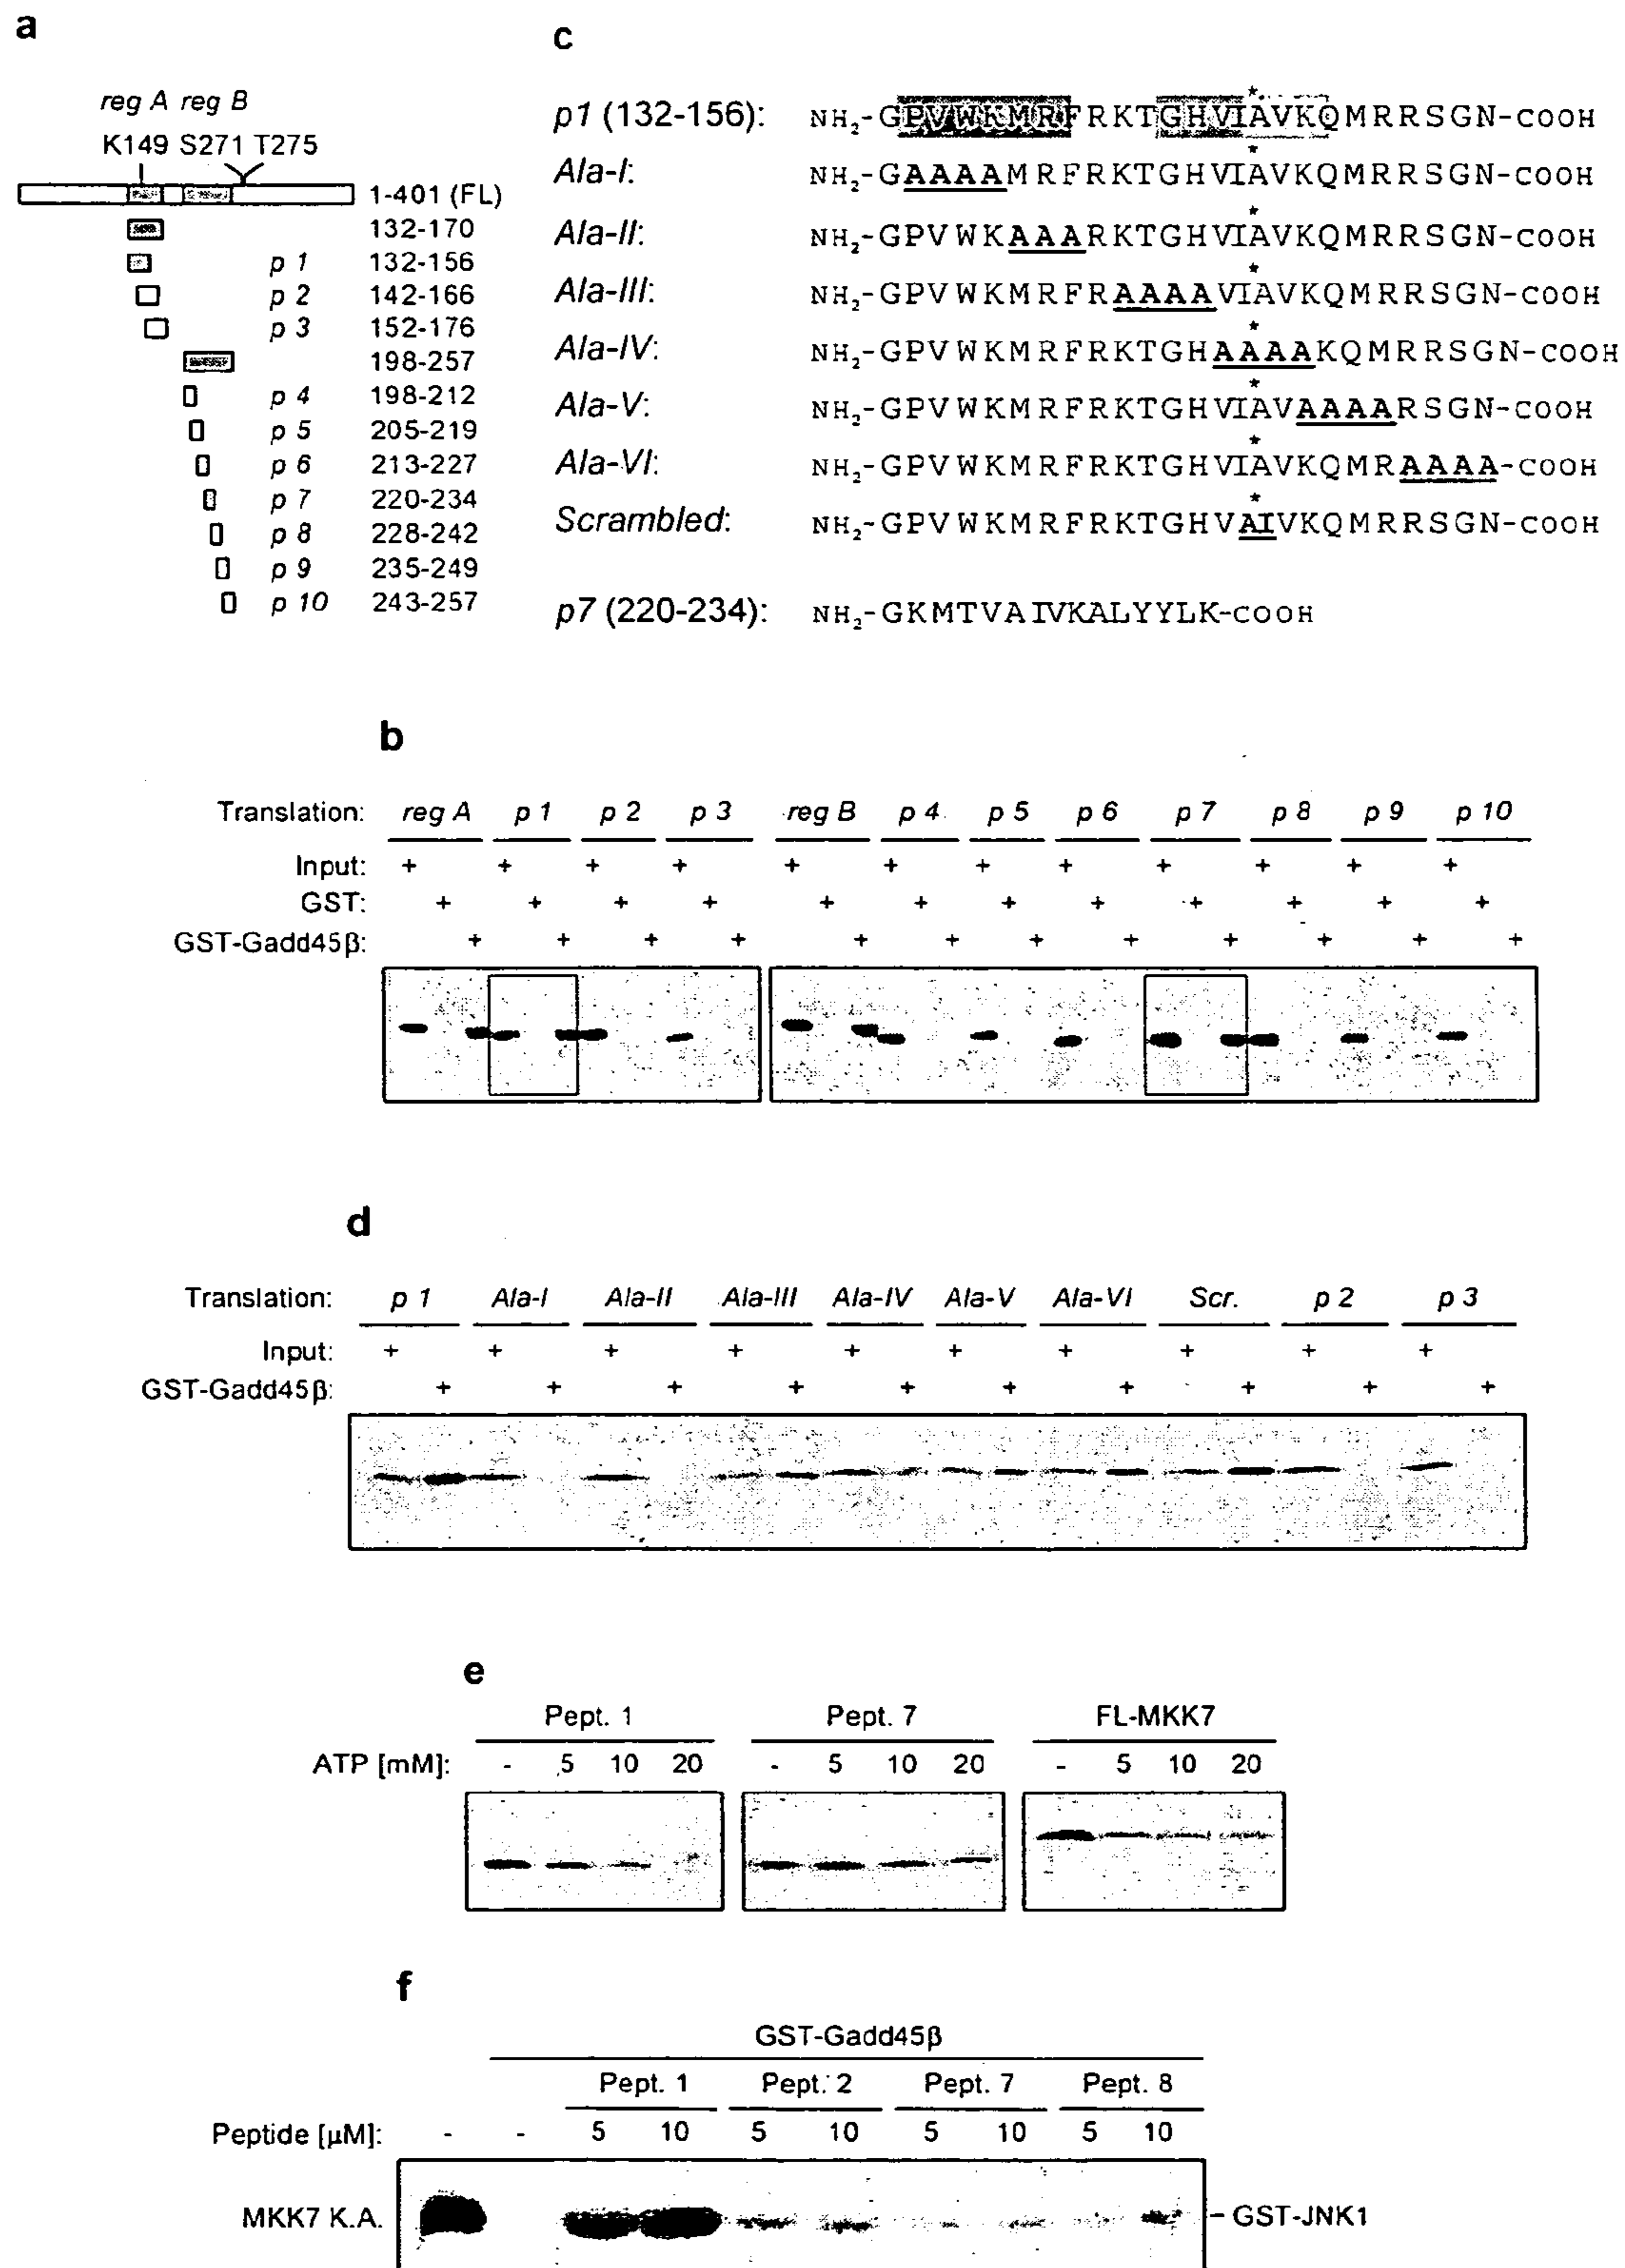 a
reg A reg B
K149 S271 T275
1-401 (FL)
132-170
p 1 132-156
p 2 142-166
p 3 152-176
198-257
p 4 198-212
p 5 205-219
p 6 213-227
p 7 220-234
p 8 228-242
p 9 235-249
p 10 243-257
c
*
p1 (132-156): NH2-GPVWKMRFRKTGHVIAVKQMRRSGN-COOH
*
Ala-I: NH2-GAAAAMRFRKTGHVIAVKQMRRSGN-COOH
*
Ala-II: NH2-GPVWKAAARKTGHVIAVKQMRRSGN-COOH
*
Ala-III: NH2-GPVWKMRFRAAAAVIAVKQMRRSGN-COOH
*
Ala-IV: NH2-GPVWKMRFRKTGHAAAAKQMRRSGN-COOH
*
Ala-V: NH2-GPVWKMRFRKTGHVIAVAAAARSGN-COOH
*
Ala-VI: NH2-GPVWKMRFRKTGHVIAVKQMRAAAA-COOH
*
Scrambled: NH2-GPVWKMRFRKTGHVAIVKQMRRSGN-COOH
p7 (220-234): NH2-GKMTVAIVKALYYLK-COOH
b
Translation: reg A p 1 p 2 p 3 reg B p 4 p 5 p 6 p 7 p 8 p 9 p 10
Input: + + + + + + + + + + + +
GST: + + + + + + + + + + + +
GST-Gadd45β: + + + + + + + + + + + +
d
Translation: p 1 Ala-I Ala-II Ala-III Ala-IV Ala-V Ala-VI Scr. p 2 p 3
Input: + + + + + + + + + +
GST-Gadd45β: + + + + + + + + + +
e
Pept. 1 Pept. 7 FL-MKK7
ATP [mM]: - 5 10 20 - 5 10 20 - 5 10 20
f
GST-Gadd45β
Pept. 1 Pept. 2 Pept. 7 Pept. 8
Peptide [μM]: - - 5 10 5 10 5 10 5 10
MKK7 K.A. - GST-JNK1